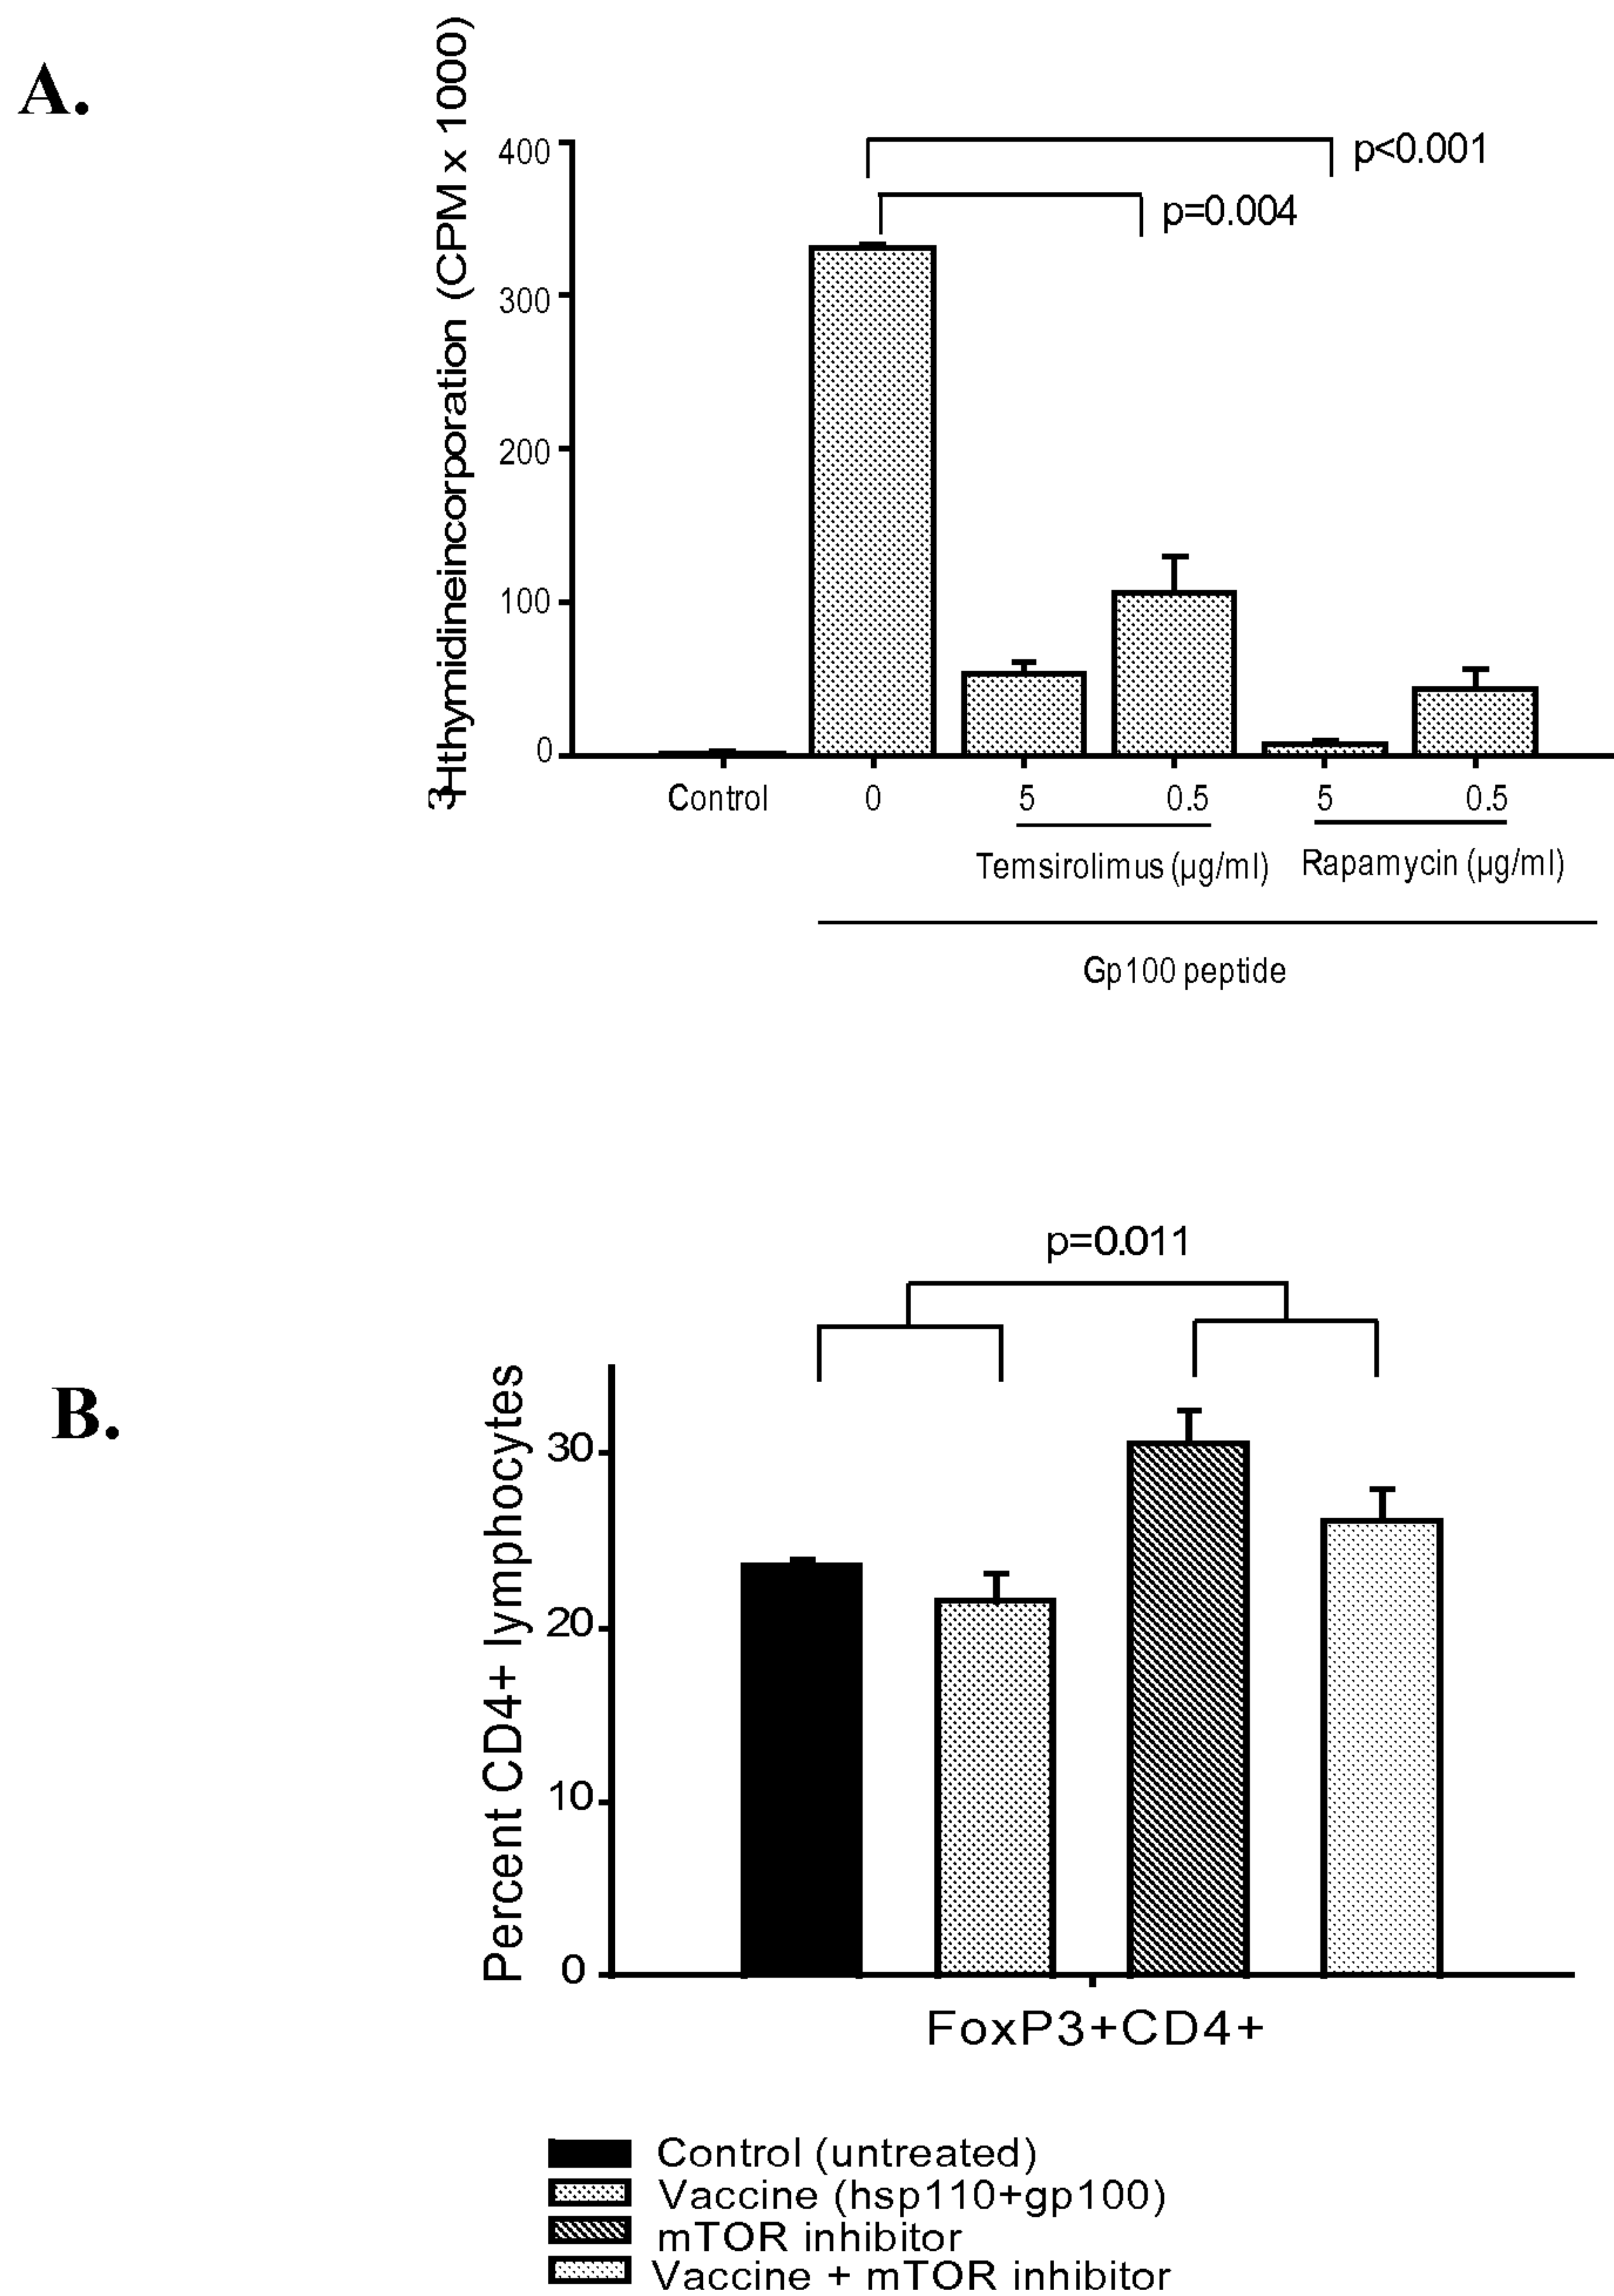 A.
3Hthymidineincorporation (CPM x 1000)
400
300
200
100
0
p<0.001
p=0.004
Control 0 5 0.5 5 0.5
Temsirolimus (µg/ml) Rapamycin (µg/ml)
Gp100 peptide
B.
p=0.011
Percent CD4+ lymphocytes
30
20
10
0
FoxP3+CD4+
Control (untreated)
Vaccine (hsp110+gp100)
mTOR inhibitor
Vaccine + mTOR inhibitor